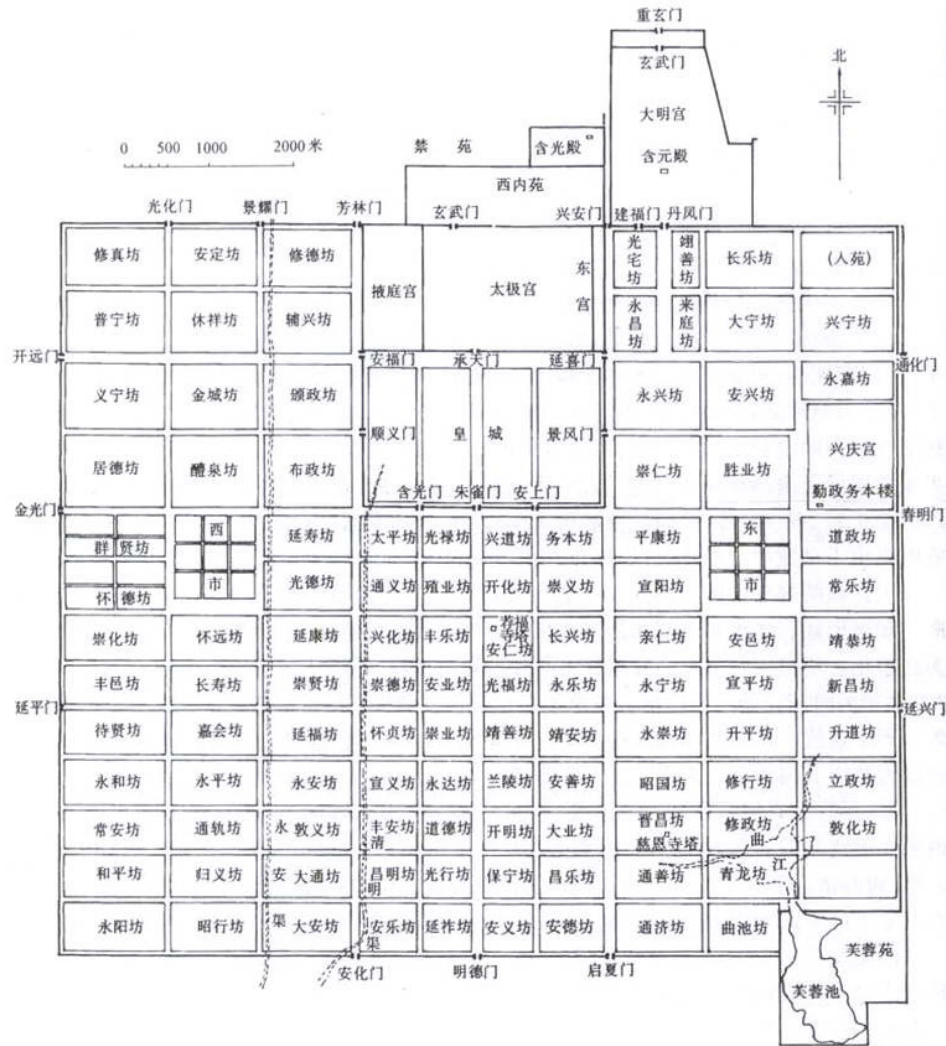 重玄门
北
玄武门
大明宫
0 500 1000 2000米
禁苑
含光殿
含元殿
西内苑
光化门 景耀门 芳林门 玄武门 兴安门 建福门 丹凤门
修真坊 安定坊 修德坊 掖庭宫 太极宫 东宫 光宅坊 翊善坊 长乐坊 (入苑)
普宁坊 休祥坊 辅兴坊 永昌坊 来庭坊 大宁坊 兴宁坊
开远门 安福门 承天门 延喜门 通化门
义宁坊 金城坊 颁政坊 顺义门 皇城 景风门 永兴坊 安兴坊 永嘉坊
居德坊 醴泉坊 布政坊 崇仁坊 胜业坊 兴庆宫
勤政务本楼
金光门 含光门 朱雀门 安上门 春明门
群贤坊 西市 延寿坊 太平坊 光禄坊 兴道坊 务本坊 平康坊 东市 道政坊
怀德坊 光德坊 通义坊 殖业坊 开化坊 崇义坊 宣阳坊 常乐坊
崇化坊 怀远坊 延康坊 兴化坊 丰乐坊 荐福寺塔 安仁坊 长兴坊 亲仁坊 安邑坊 靖恭坊
丰邑坊 长寿坊 崇贤坊 崇德坊 安业坊 光福坊 永乐坊 永宁坊 宣平坊 新昌坊
延平门 延兴门
待贤坊 嘉会坊 延福坊 怀贞坊 崇业坊 靖善坊 靖安坊 永崇坊 升平坊 升道坊
永和坊 永平坊 永安坊 宣义坊 永达坊 兰陵坊 安善坊 昭国坊 修行坊 立政坊
常安坊 通轨坊 敦义坊 丰安坊 道德坊 开明坊 大业坊 晋昌坊 慈恩寺塔 修政坊 敦化坊
和平坊 归义坊 大通坊 昌明坊 光行坊 保宁坊 昌乐坊 通善坊 青龙坊
永阳坊 昭行坊 大安坊 安乐坊 延祚坊 安义坊 安德坊 通济坊 曲池坊
永安渠
清明渠
曲江
安化门 明德门 启夏门
芙蓉苑
芙蓉池